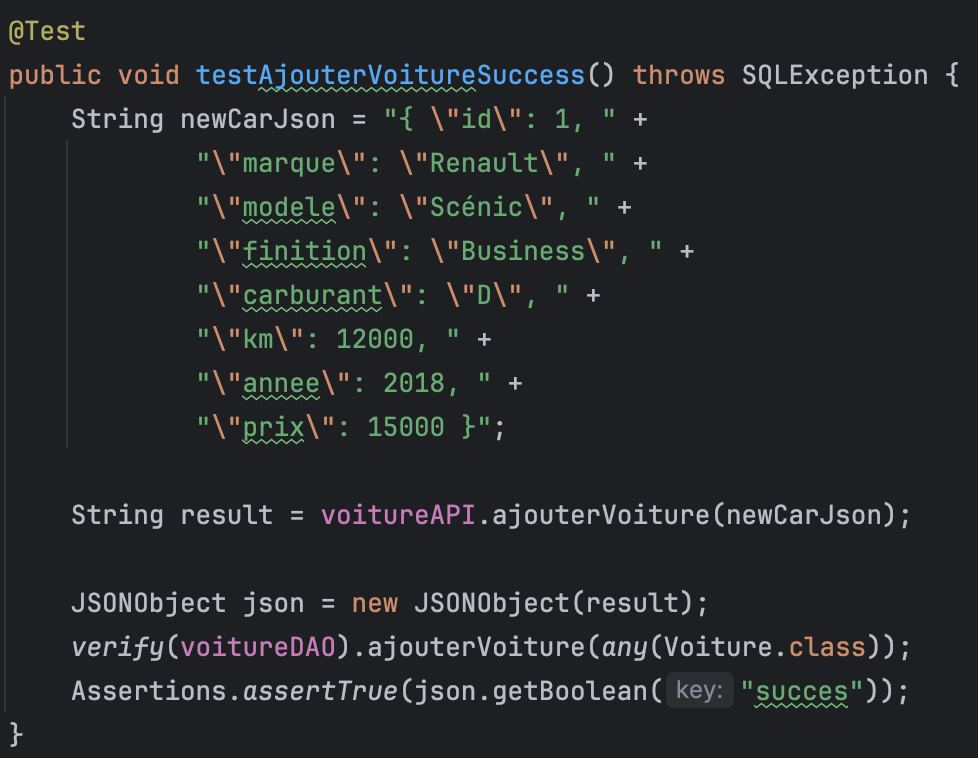 @Test
public void testAjouterVoitureSuccess() throws SQLException {
    String newCarJson = "{ \"id\": 1, " +
            "\"marque\": \"Renault\", " +
            "\"modele\": \"Scénic\", " +
            "\"finition\": \"Business\", " +
            "\"carburant\": \"D\", " +
            "\"km\": 12000, " +
            "\"annee\": 2018, " +
            "\"prix\": 15000 }";

    String result = voitureAPI.ajouterVoiture(newCarJson);

    JSONObject json = new JSONObject(result);
    verify(voitureDAO).ajouterVoiture(any(Voiture.class));
    Assertions.assertTrue(json.getBoolean( key: "succes"));
}